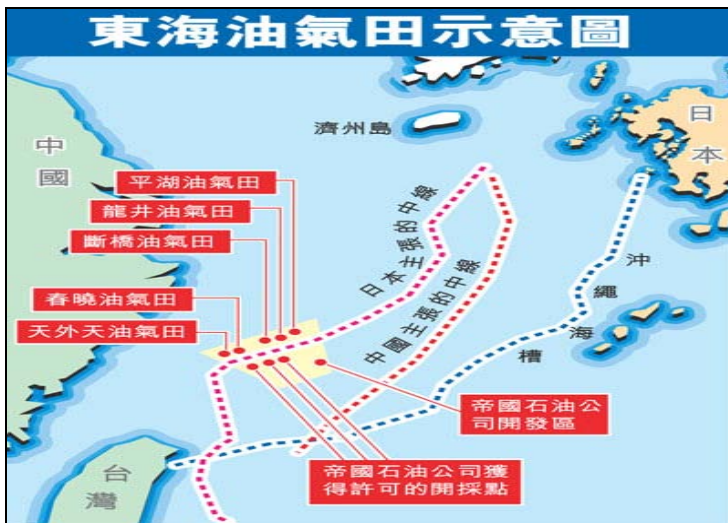 東海油氣田示意圖
濟州島
日本
中國
平湖油氣田
龍井油氣田
斷橋油氣田
春曉油氣田
天外天油氣田
日本主張的中線
中國主張的中線
沖繩海槽
帝國石油公
司開發區
帝國石油公司獲
得許可的開採點
台灣